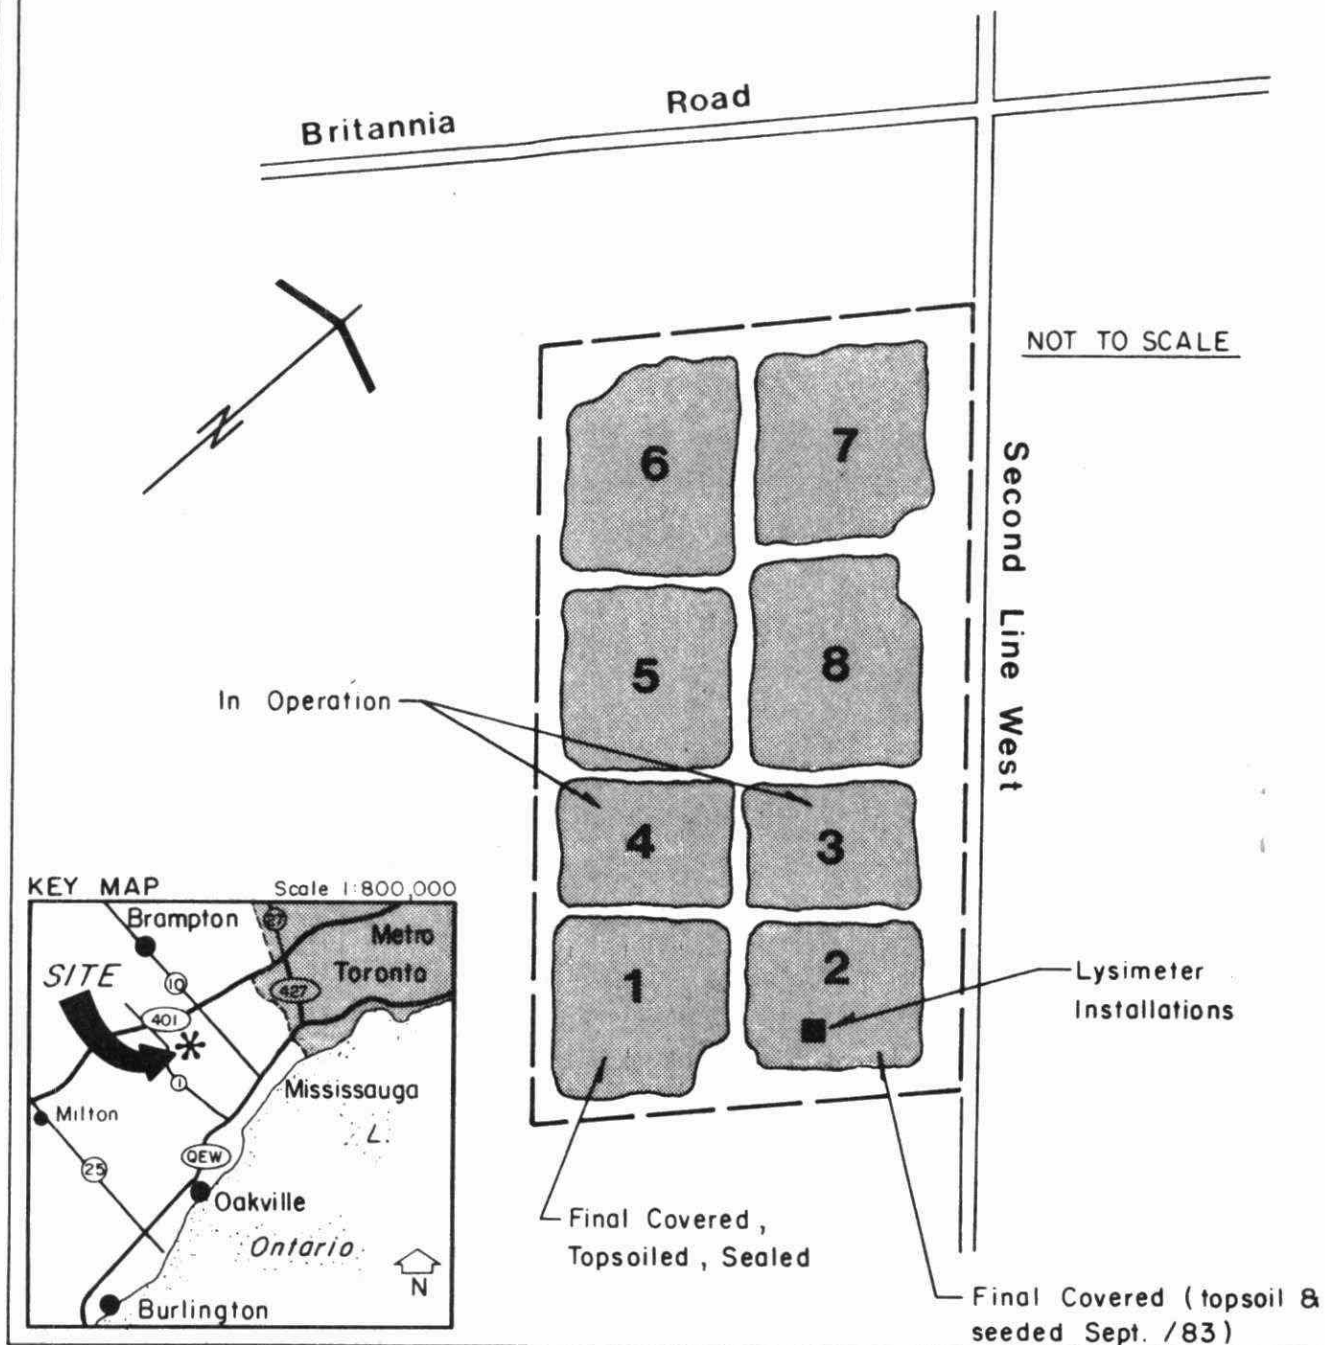 Britannia Road
NOT TO SCALE
Second Line West
6
7
5
8
In Operation
4
3
1
2
Lysimeter
Installations
Final Covered,
Topsoiled, Sealed
Final Covered (topsoil &
seeded Sept. /83)
KEY MAP
Scale 1:800,000
Brampton
27
Metro
Toronto
SITE
10
427
401
1
Mississauga
Milton
L.
QEW
25
Oakville
Ontario
N
Burlington